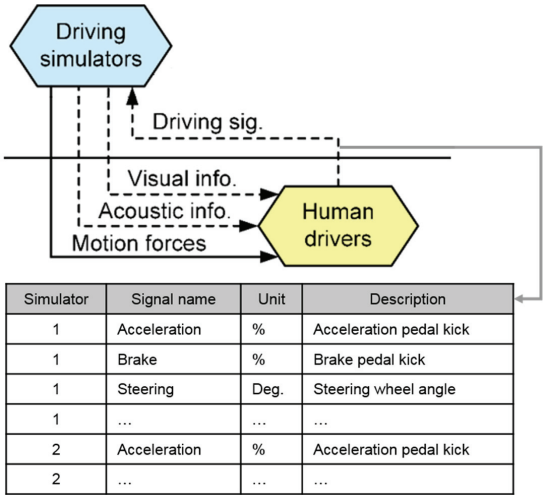 Driving
simulators
Driving sig.
Visual info.
Acoustic info.
Motion forces
Human
drivers
Simulator Signal name Unit Description
1 Acceleration % Acceleration pedal kick
1 Brake % Brake pedal kick
1 Steering Deg. Steering wheel angle
1 ... ... ...
2 Acceleration % Acceleration pedal kick
2 ... ... ...